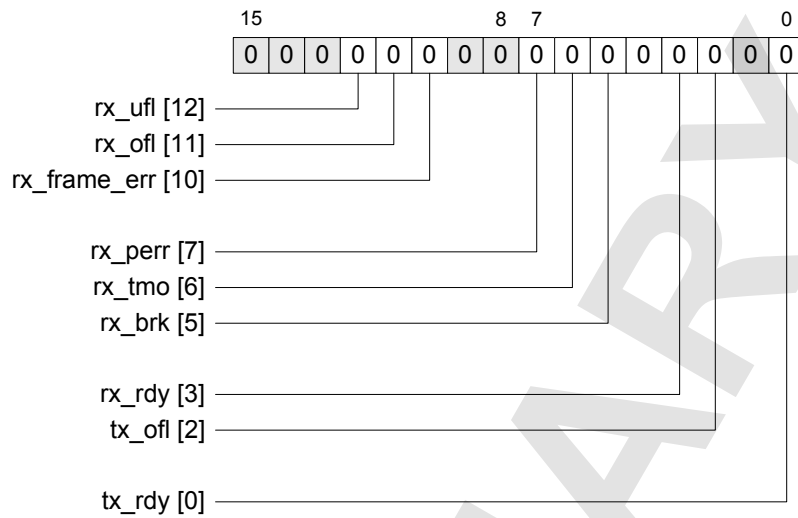 15 8 7 0
0 0 0 0 0 0 0 0 0 0 0 0 0 0 0 0
rx_ufl [12]
rx_ofl [11]
rx_frame_err [10]
rx_perr [7]
rx_tmo [6]
rx_brk [5]
rx_rdy [3]
tx_ofl [2]
tx_rdy [0]